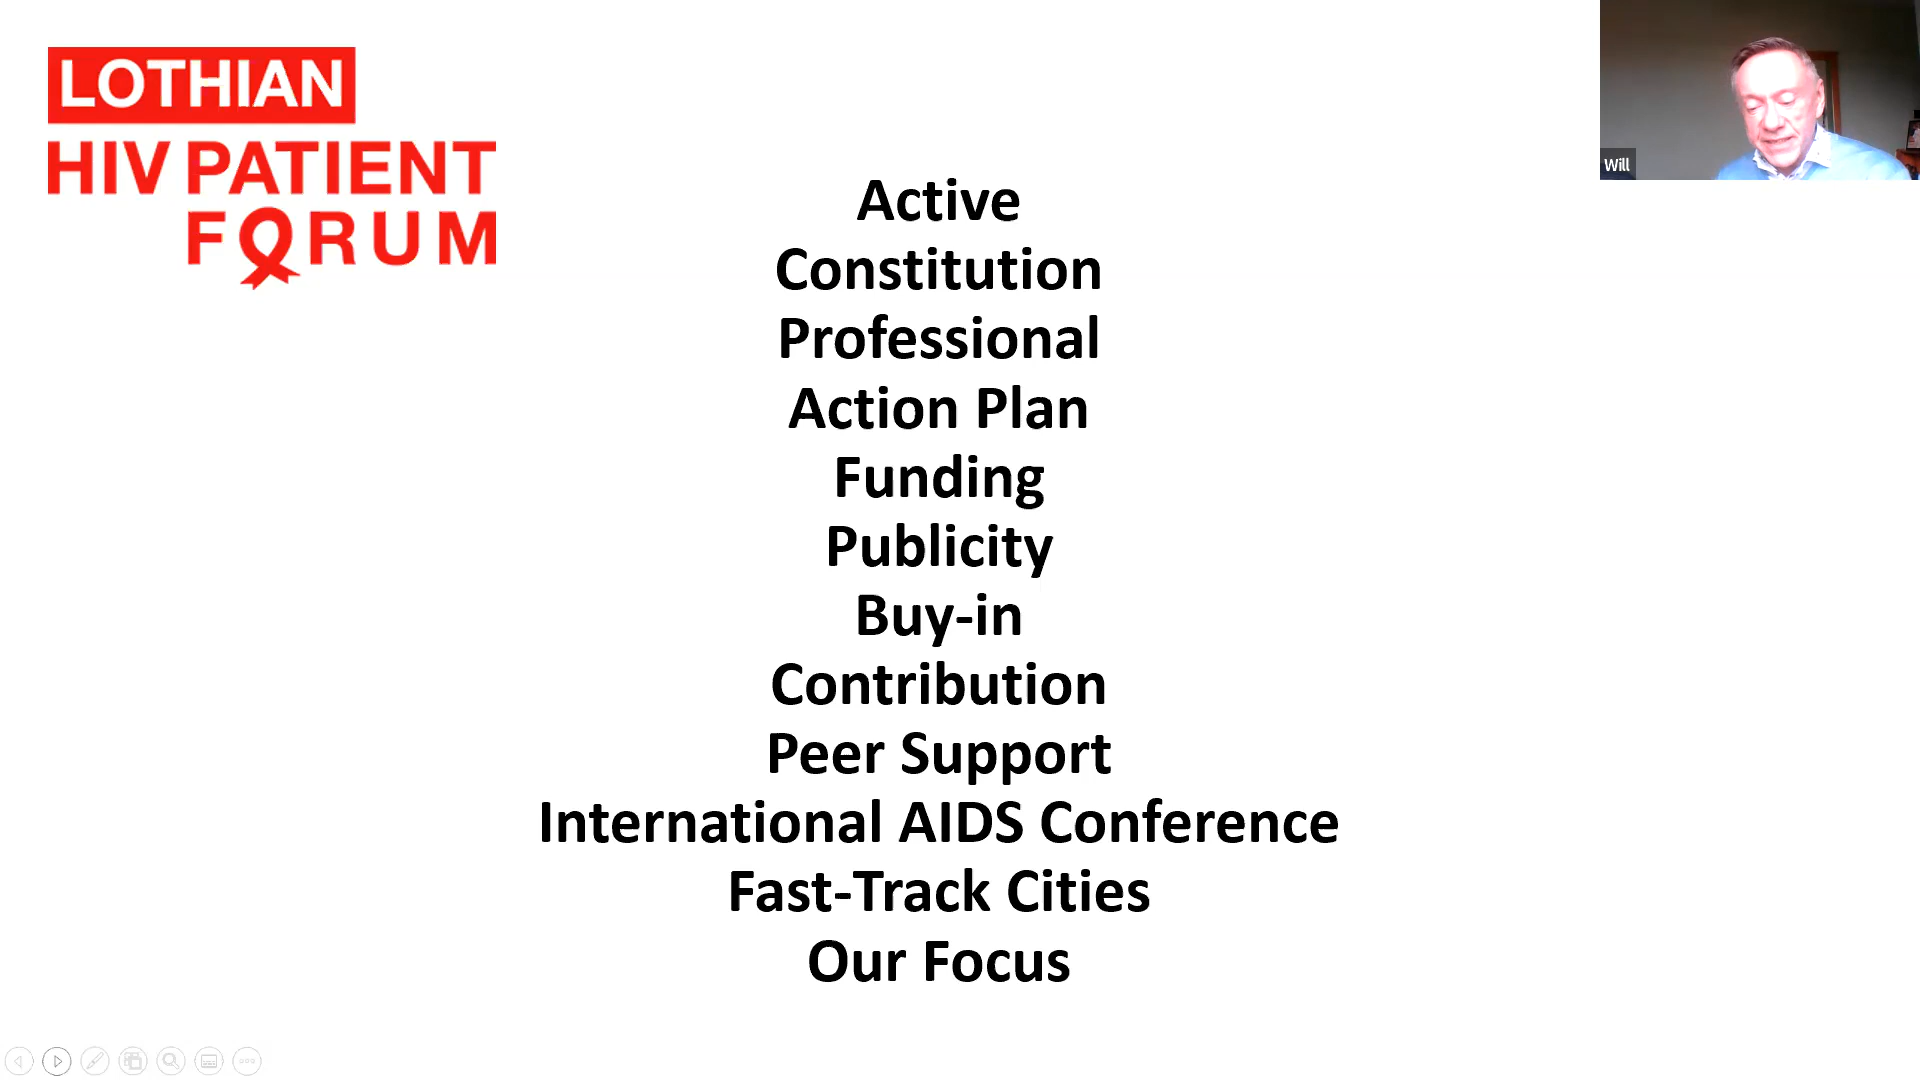 LOTHIAN
HIV PATIENT
FORUM
Will
Active
Constitution
Professional
Action Plan
Funding
Publicity
Buy-in
Contribution
Peer Support
International AIDS Conference
Fast-Track Cities
Our Focus